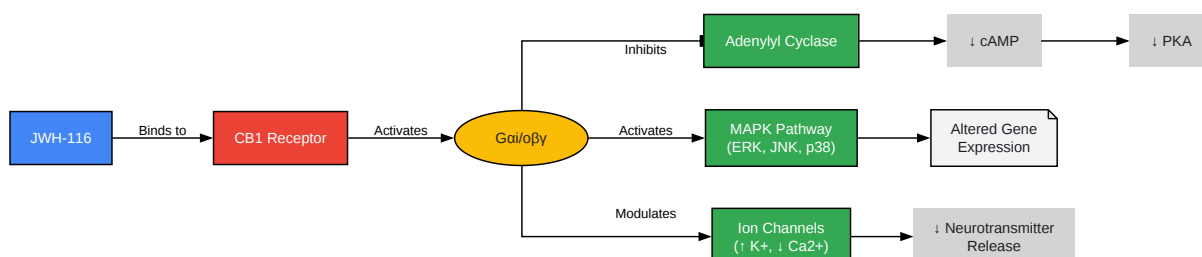 Adenylyl Cyclase
↓ cAMP
↓ PKA
Inhibits
JWH-116
Binds to
CB1 Receptor
Activates
Gαi/oβγ
Activates
MAPK Pathway
(ERK, JNK, p38)
Altered Gene
Expression
Modulates
Ion Channels
(↑ K+, ↓ Ca2+)
↓ Neurotransmitter
Release